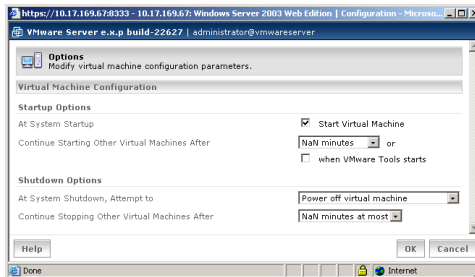 https://10.17.169.67:8333 - 10.17.169.67: Windows Server 2003 Web Edition | Configuration - Microso...
VMware Server e.x.p build-22627 | administrator@vmwareserver
Options
Modify virtual machine configuration parameters.
Virtual Machine Configuration
Startup Options
At System Startup
Start Virtual Machine
Continue Starting Other Virtual Machines After
NaN minutes or
when VMware Tools starts
Shutdown Options
At System Shutdown, Attempt to
Power off virtual machine
Continue Stopping Other Virtual Machines After
NaN minutes at most
Help
OK
Cancel
Done
Internet